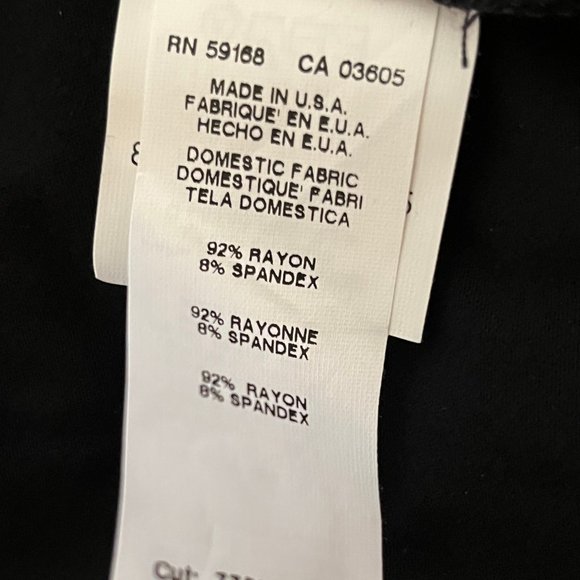 RN 59168 CA 03605
MADE IN U.S.A.
FABRIQUE' EN E.U.A.
HECHO EN E.U.A.
DOMESTIC FABRIC
DOMESTIQUE' FABRI
TELA DOMESTICA
92% RAYON
8% SPANDEX
92% RAYONNE
8% SPANDEX
92% RAYON
8% SPANDEX
Cut: